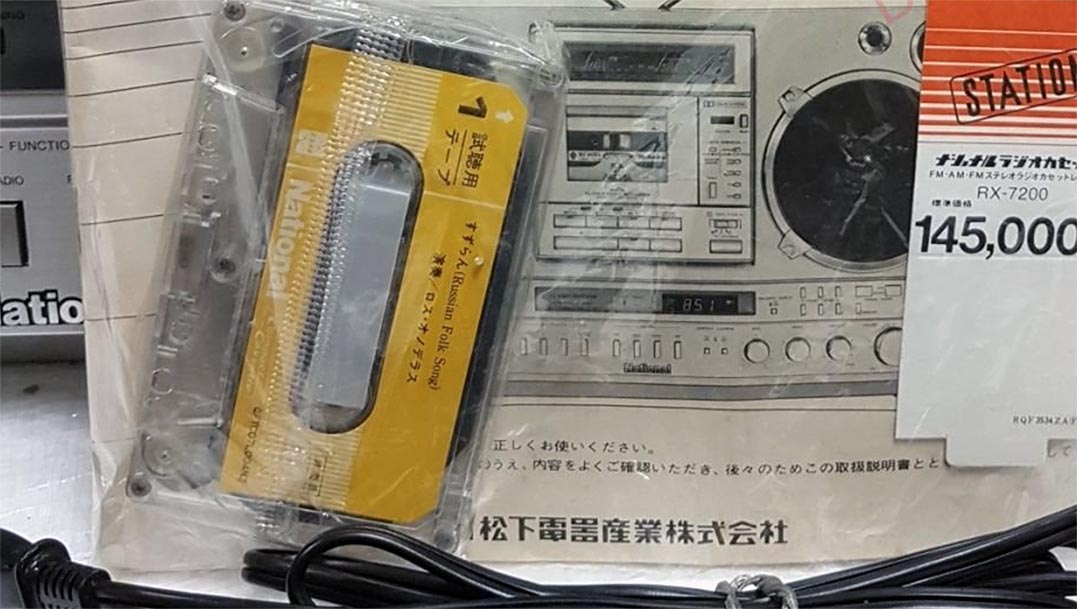 FUNCTIO
National
1
試聴用
テープ
すずらん(Russian Folk Song)
演奏/ロス・オノデラス
851
National
STATION
ナショナルラジオカセッ
FM-AM-FMステレオラジオカセットレ
RX-7200
標準価格
145,000
正しくお使いください。
のうえ、内容をよくご確認いただき、後々のためこの取扱説明書とと
松下電器産業株式会社